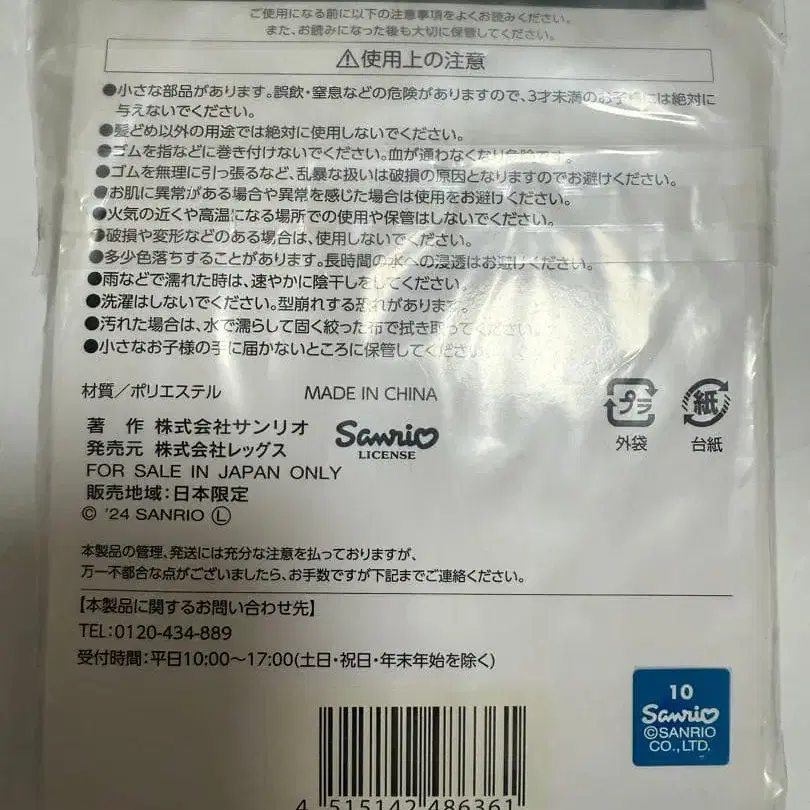 ご使用になる前に以下の注意事項をよくお読みください。
また、お読みになった後も大切に保管してください。
⚠使用上の注意
●小さな部品があります。誤飲・窒息などの危険がありますので、3才未満のお子様には絶対に
与えないでください。
●髪どめ以外の用途では絶対に使用しないでください。
●ゴムを指などに巻き付けないでください。血が通わなくなり危険です。
●ゴムを無理に引っ張るなど、乱暴な扱いは破損の原因となりますのでお避けください。
●お肌に異常がある場合や異常を感じた場合は使用をお避けください。
●火気の近くや高温になる場所での使用や保管はしないでください。
●破損や変形などのある場合は、使用しないでください。
●多少色落ちすることがあります。長時間の水への浸透はお避けください。
●雨などで濡れた時は、速やかに陰干しをしてください。
●洗濯はしないでください。型崩れする恐れがあります。
●汚れた場合は、水で濡らして固く絞った布で拭き取ってください。
●小さなお子様の手に届かないところに保管してください。
材質/ポリエステル MADE IN CHINA
著 作 株式会社サンリオ
発売元 株式会社レッグス
Sanrio
LICENSE
プラ
外袋
紙
台紙
FOR SALE IN JAPAN ONLY
販売地域:日本限定
© '24 SANRIO Ⓛ
本製品の管理、発送には充分な注意を払っておりますが、
万一不都合な点がございましたら、お手数ですが下記までご連絡ください。
【本製品に関するお問い合わせ先】
TEL:0120-434-889
受付時間:平日10:00~17:00(土日・祝日・年末年始を除く)
10
Sanrio
©SANRIO
CO.,LTD.
4 515142 486361